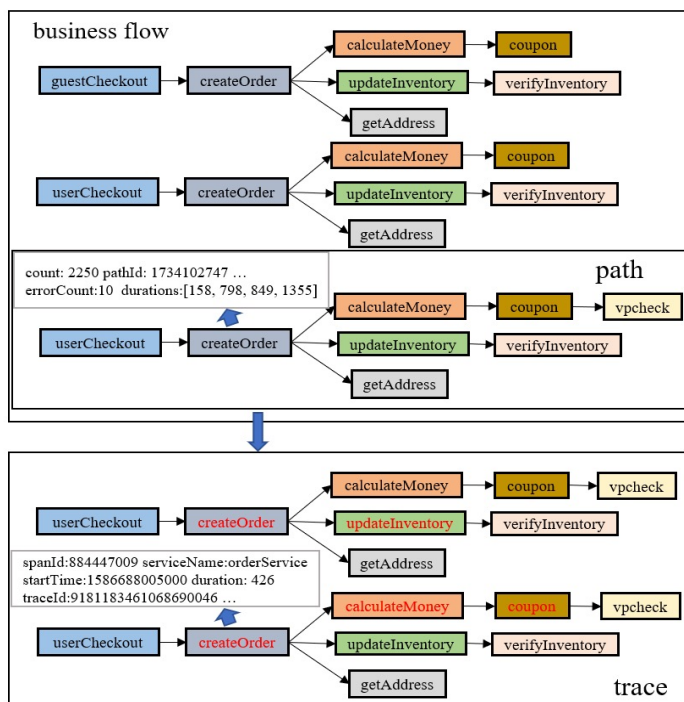 business flow
calculateMoney coupon
guestCheckout createOrder updateInventory verifyInventory
getAddress
calculateMoney coupon
userCheckout createOrder updateInventory verifyInventory
getAddress
count: 2250 pathId: 1734102747 …
errorCount:10 durations:[158, 798, 849, 1355]
path
calculateMoney coupon vpcheck
userCheckout createOrder updateInventory verifyInventory
getAddress
calculateMoney coupon vpcheck
userCheckout createOrder updateInventory verifyInventory
getAddress
spanId:884447009 serviceName:orderService
startTime:1586688005000 duration: 426
traceId:9181183461068690046 …
calculateMoney coupon vpcheck
userCheckout createOrder updateInventory verifyInventory
getAddress
trace